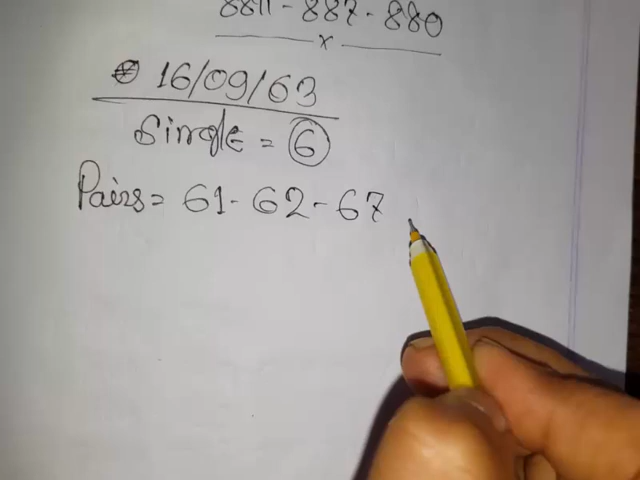 8811 - 887 - 880
x
16/09/63
Single = 6
Pairs = 61 - 62 - 67